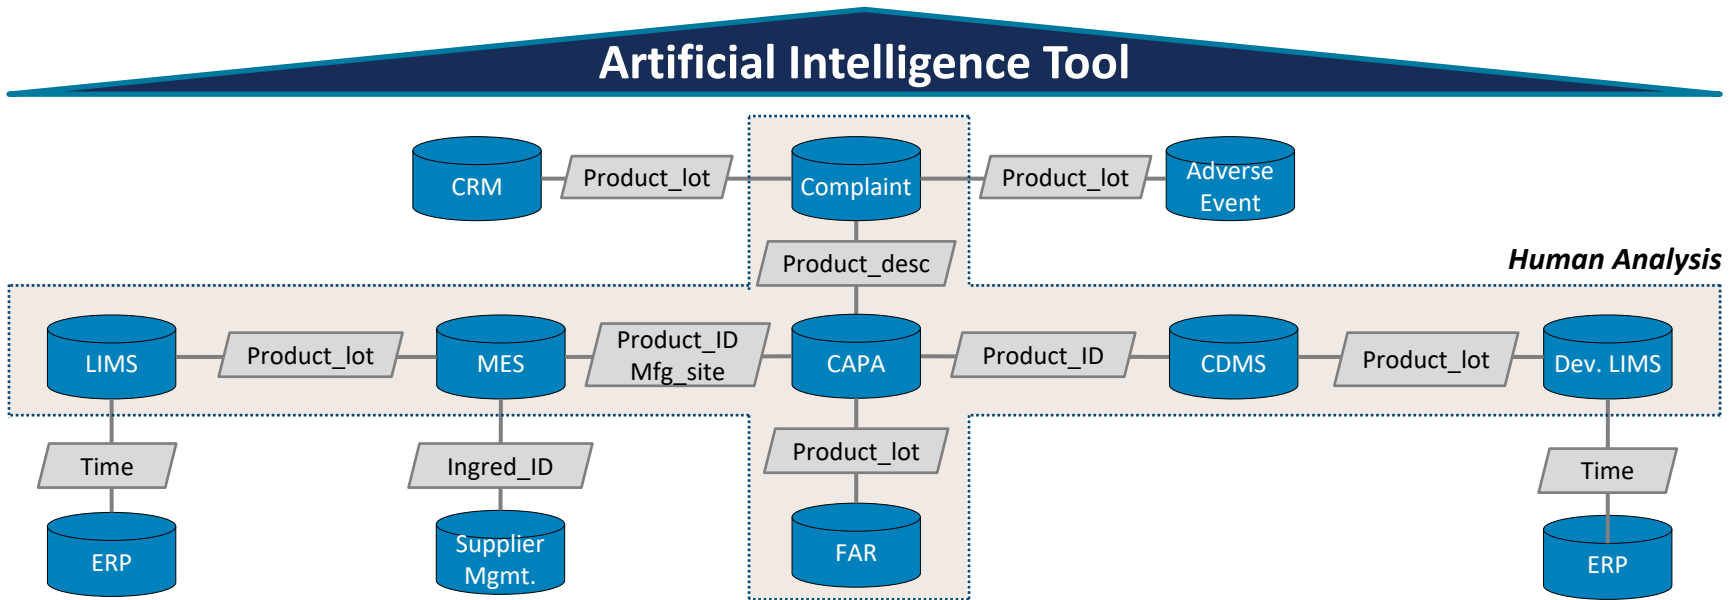 Artificial Intelligence Tool
CRM
Product_lot
Complaint
Product_lot
Adverse
Event
Product_desc
Human Analysis
LIMS
Product_lot
MES
Product_ID
Mfg_site
CAPA
Product_ID
CDMS
Product_lot
Dev. LIMS
Time
Ingred_ID
Product_lot
Time
ERP
Supplier
Mgmt.
FAR
ERP